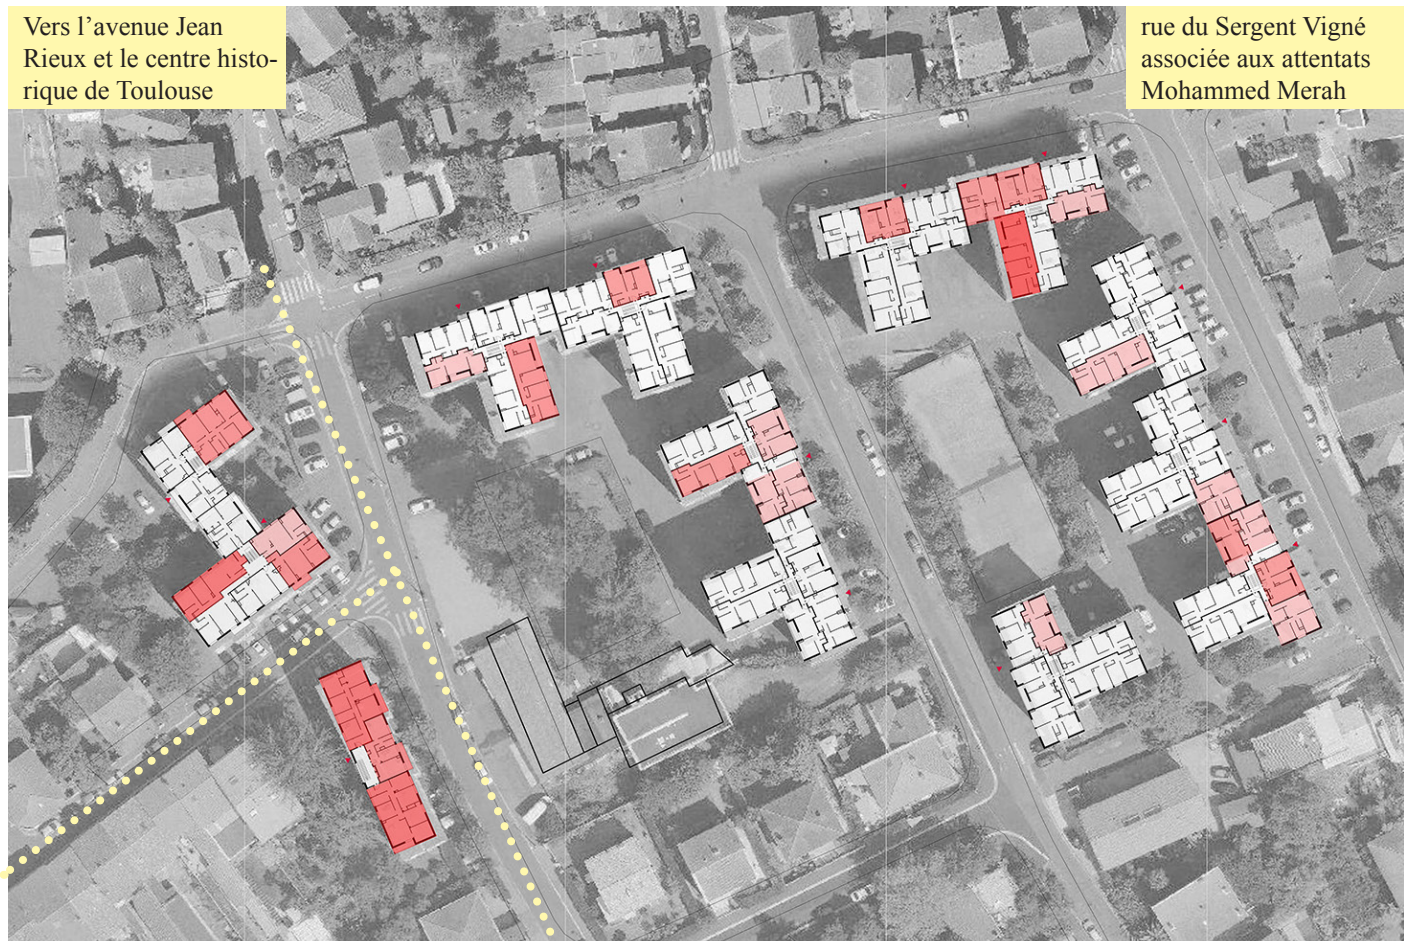 Vers l’avenue Jean
Rieux et le centre histo-
rique de Toulouse
rue du Sergent Vigné
associée aux attentats
Mohammed Merah